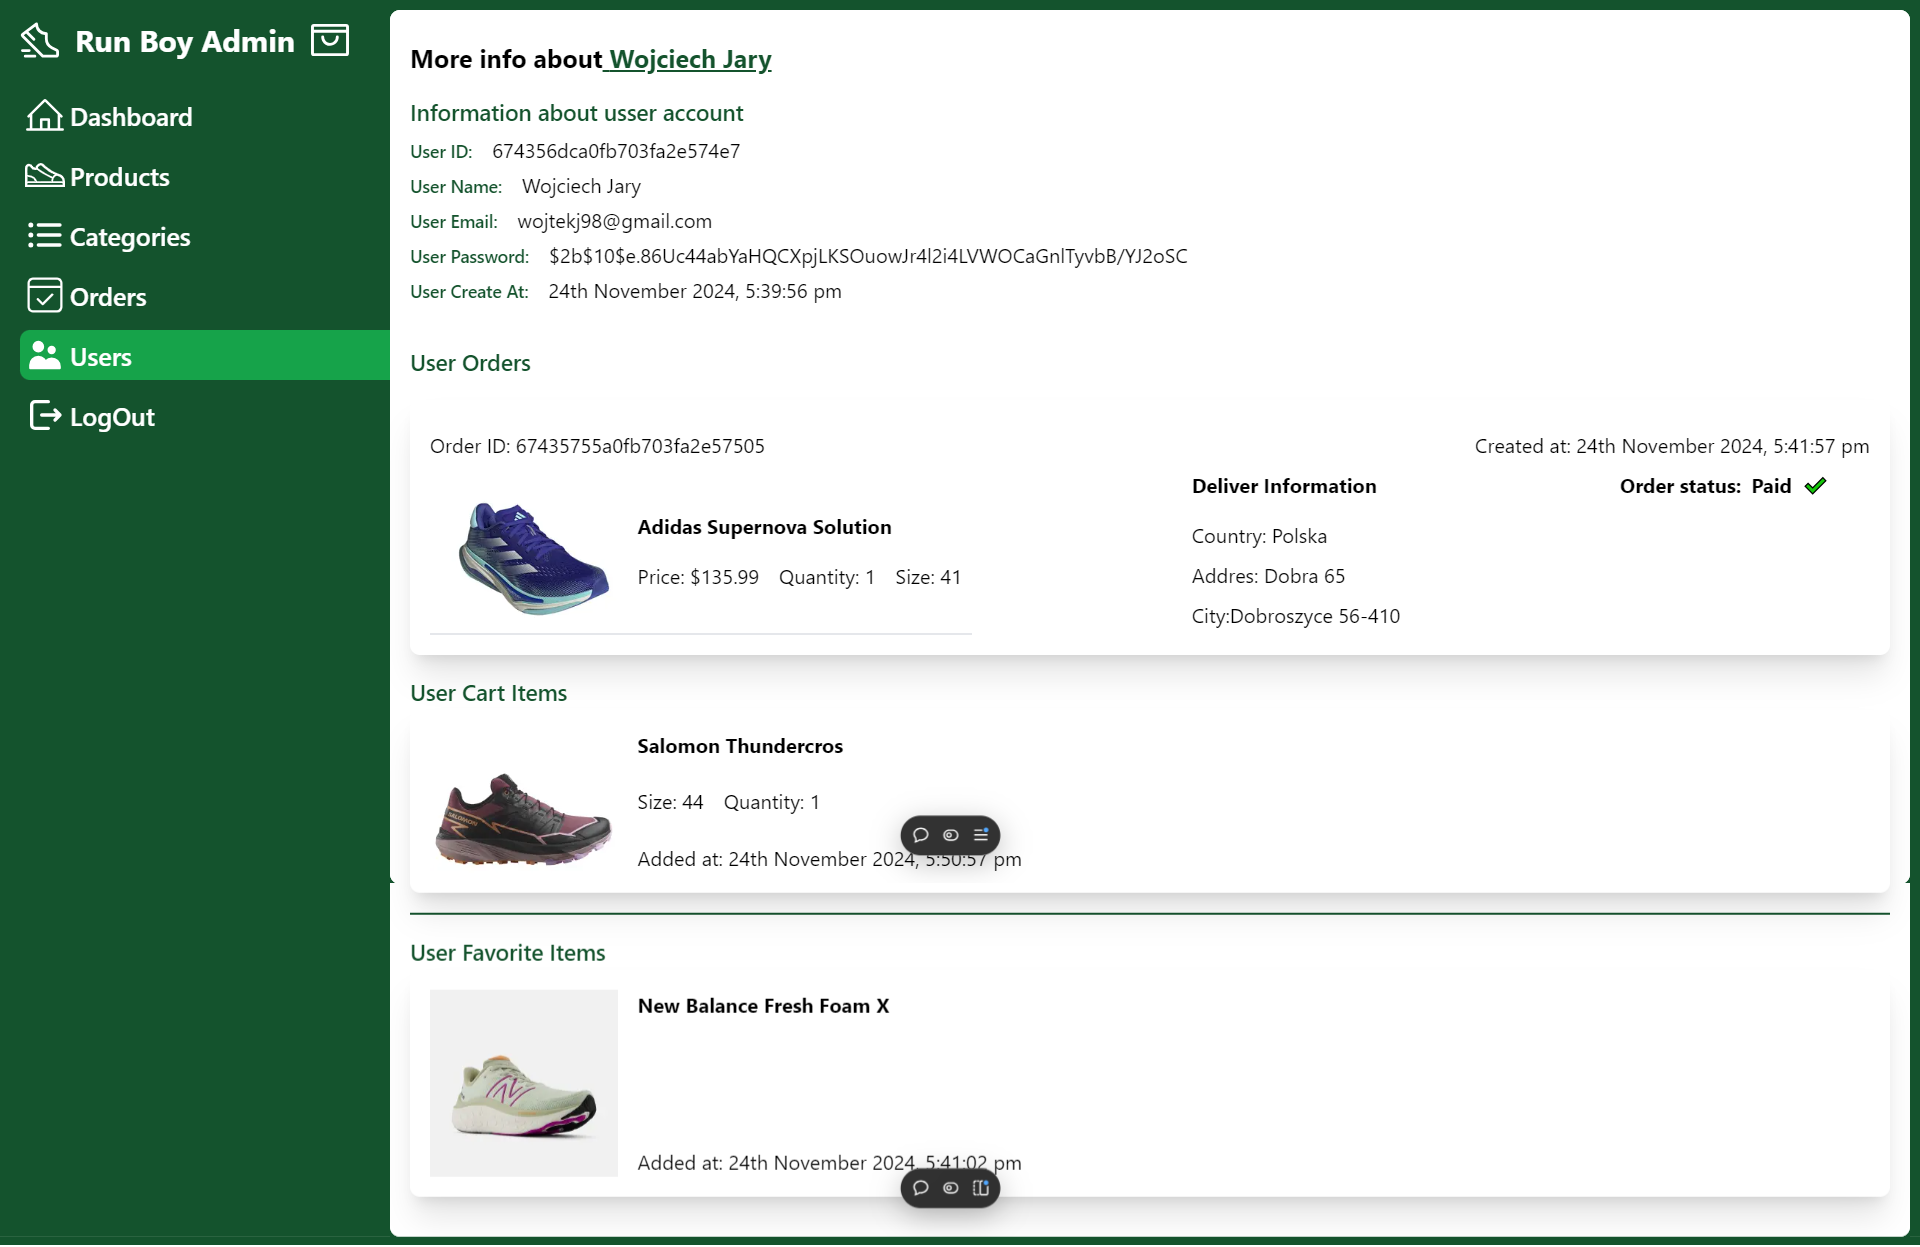 Run Boy Admin
Dashboard
Products
Categories
Orders
Users
LogOut
More info about Wojciech Jary
Information about usser account
User ID: 674356dca0fb703fa2e574e7
User Name: Wojciech Jary
User Email: wojtekj98@gmail.com
User Password: $2b$10$e.86Uc44abYaHQCXpjLKSOuowJr4l2i4LVWOCaGnlTyvbB/YJ2oSC
User Create At: 24th November 2024, 5:39:56 pm
User Orders
Order ID: 67435755a0fb703fa2e57505
Created at: 24th November 2024, 5:41:57 pm
Adidas Supernova Solution
Price: $135.99 Quantity: 1 Size: 41
Deliver Information
Country: Polska
Addres: Dobra 65
City:Dobroszyce 56-410
Order status: Paid
User Cart Items
SALOMON
Salomon Thundercros
Size: 44 Quantity: 1
Added at: 24th November 2024, 5:50:57 pm
User Favorite Items
New Balance Fresh Foam X
Added at: 24th November 2024, 5:41:02 pm